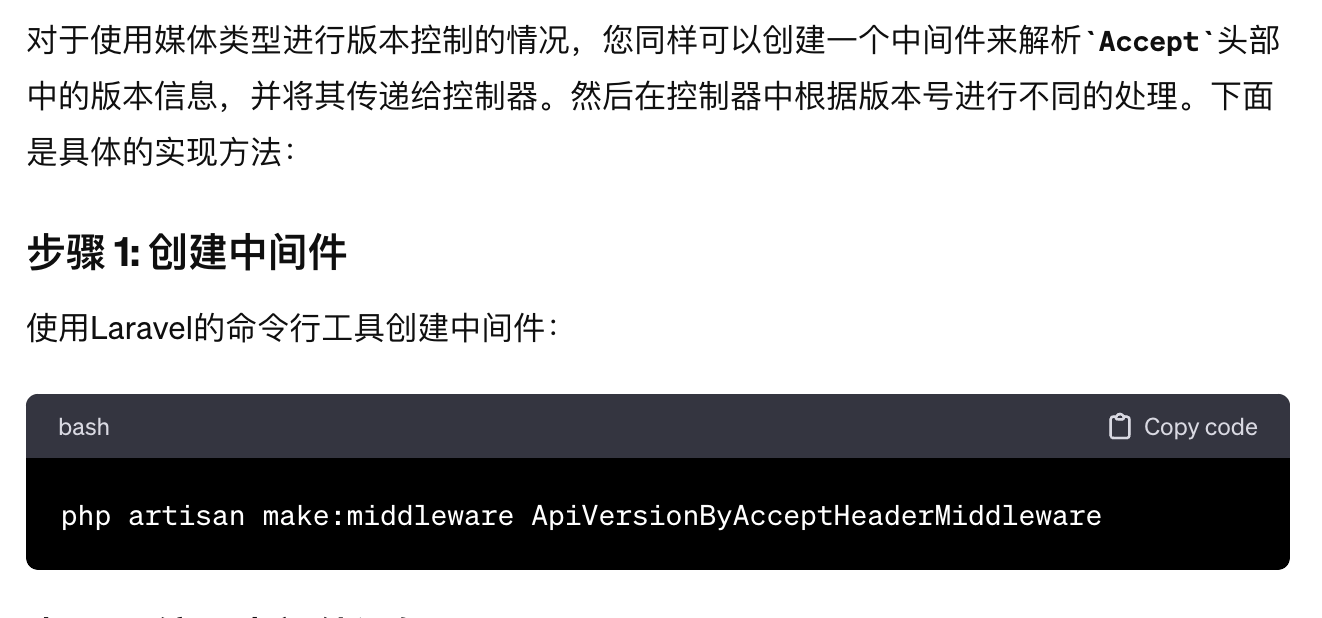 对于使用媒体类型进行版本控制的情况，您同样可以创建一个中间件来解析`Accept`头部
中的版本信息，并将其传递给控制器。然后在控制器中根据版本号进行不同的处理。下面
是具体的实现方法：
步骤 1: 创建中间件
使用Laravel的命令行工具创建中间件：
bash
Copy code
php artisan make:middleware ApiVersionByAcceptHeaderMiddleware